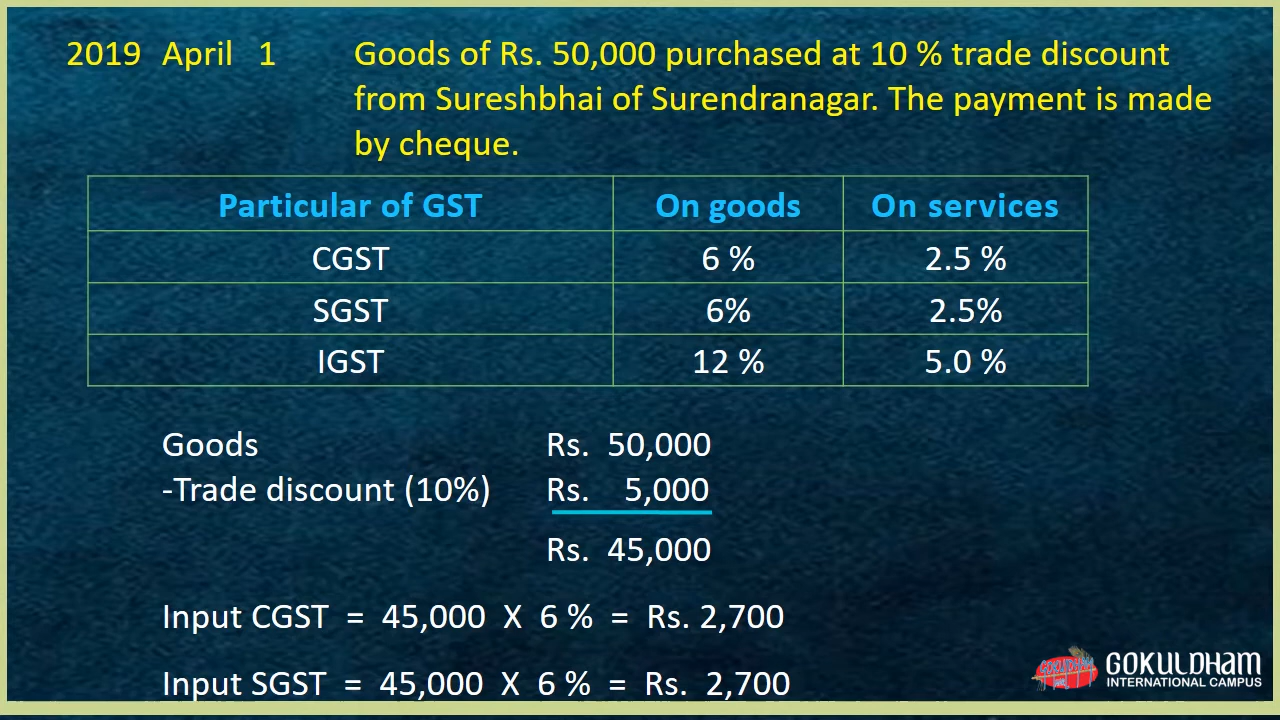 2019 April 1 Goods of Rs. 50,000 purchased at 10 % trade discount
from Sureshbhai of Surendranagar. The payment is made
by cheque.
Particular of GST On goods On services
CGST 6 % 2.5 %
SGST 6% 2.5%
IGST 12 % 5.0 %
Goods Rs. 50,000
-Trade discount (10%) Rs. 5,000
Rs. 45,000
Input CGST = 45,000 X 6 % = Rs. 2,700
Input SGST = 45,000 X 6 % = Rs. 2,700
GOKULDHAM
INTERNATIONAL CAMPUS